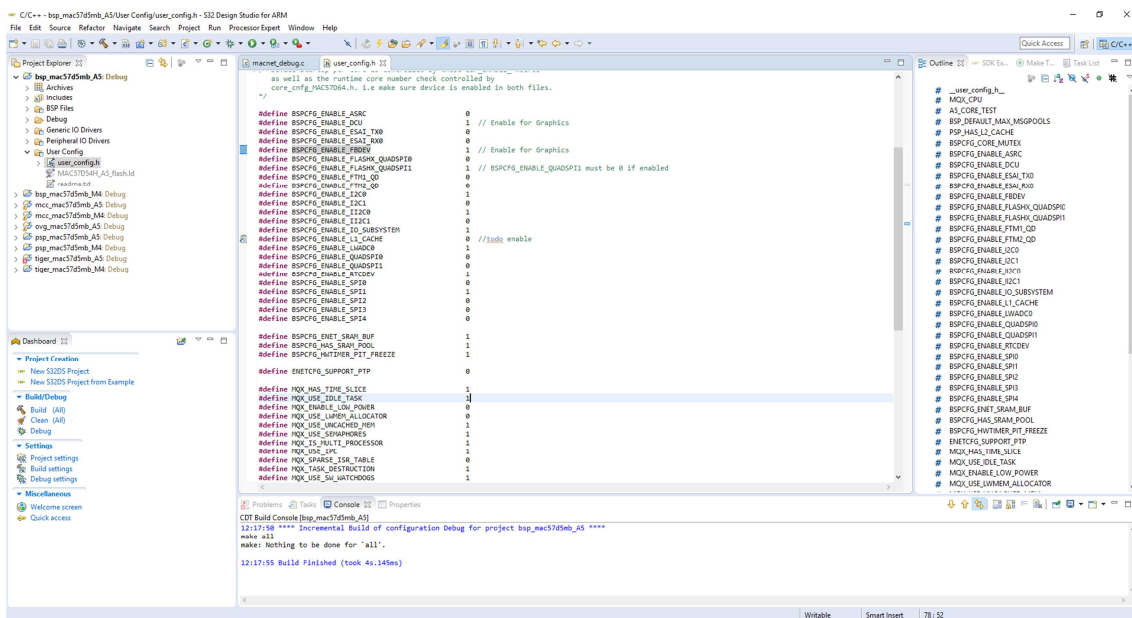 C/C++ - bsp_mac57d5mb_A5/User Config/user_config.h - S32 Design Studio for ARM
File Edit Source Refactor Navigate Search Project Run Processor Expert Window Help
Quick Access
C/C++
Project Explorer
bsp_mac57d5mb_A5: Debug
Archives
Includes
BSP Files
Debug
Generic IO Drivers
Peripheral IO Drivers
User Config
user_config.h
MAC57D54H_A5_flash.ld
readme.txt
bsp_mac57d5mb_M4: Debug
mcc_mac57d5mb_A5: Debug
mcc_mac57d5mb_M4: Debug
ovg_mac57d5mb_A5: Debug
psp_mac57d5mb_A5: Debug
psp_mac57d5mb_M4: Debug
tiger_mac57d5mb_A5: Debug
tiger_mac57d5mb_M4: Debug
Dashboard
Project Creation
New S32DS Project
New S32DS Project from Example
Build/Debug
Build (All)
Clean (All)
Debug
Settings
Project settings
Build settings
Debug settings
Miscellaneous
Welcome screen
Quick access
macnet_debug.c
user_config.h
as well as the runtime core number check controlled by
core_cnfg_MAC57D64.h. i.e make sure device is enabled in both files.
*/
#define BSPCFG_ENABLE_ASRC 0
#define BSPCFG_ENABLE_DCU 1 // Enable for Graphics
#define BSPCFG_ENABLE_ESAI_TX0 0
#define BSPCFG_ENABLE_ESAI_RX0 0
#define BSPCFG_ENABLE_FBDEV 1 // Enable for Graphics
#define BSPCFG_ENABLE_FLASHX_QUADSPI0 0
#define BSPCFG_ENABLE_FLASHX_QUADSPI1 1 // BSPCFG_ENABLE_QUADSPI1 must be 0 if enabled
#define BSPCFG_ENABLE_FTM1_QD 0
#define BSPCFG_ENABLE_FTM2_QD 0
#define BSPCFG_ENABLE_I2C0 1
#define BSPCFG_ENABLE_I2C1 0
#define BSPCFG_ENABLE_II2C0 1
#define BSPCFG_ENABLE_II2C1 0
#define BSPCFG_ENABLE_IO_SUBSYSTEM 1
#define BSPCFG_ENABLE_L1_CACHE 0 //todo enable
#define BSPCFG_ENABLE_LWADC0 1
#define BSPCFG_ENABLE_QUADSPI0 0
#define BSPCFG_ENABLE_QUADSPI1 0
#define BSPCFG_ENABLE_RTCDEV 1
#define BSPCFG_ENABLE_SPI0 0
#define BSPCFG_ENABLE_SPI1 1
#define BSPCFG_ENABLE_SPI2 0
#define BSPCFG_ENABLE_SPI3 0
#define BSPCFG_ENABLE_SPI4 0
#define BSPCFG_ENET_SRAM_BUF 1
#define BSPCFG_HAS_SRAM_POOL 1
#define BSPCFG_HWTIMER_PIT_FREEZE 1
#define ENETCFG_SUPPORT_PTP 0
#define MQX_HAS_TIME_SLICE 1
#define MQX_USE_IDLE_TASK 1
#define MQX_ENABLE_LOW_POWER 0
#define MQX_USE_LWMEM_ALLOCATOR 0
#define MQX_USE_UNCACHED_MEM 1
#define MQX_USE_SEMAPHORES 1
#define MQX_IS_MULTI_PROCESSOR 1
#define MQX_USE_IPC 1
#define MQX_SPARSE_ISR_TABLE 0
#define MQX_TASK_DESTRUCTION 1
#define MQX_USE_SW_WATCHDOGS 1
Outline
SDK Ex...
Make T...
Task List
__user_config_h__
MQX_CPU
A5_CORE_TEST
BSP_DEFAULT_MAX_MSGPOOLS
PSP_HAS_L2_CACHE
BSPCFG_CORE_MUTEX
BSPCFG_ENABLE_ASRC
BSPCFG_ENABLE_DCU
BSPCFG_ENABLE_ESAI_TX0
BSPCFG_ENABLE_ESAI_RX0
BSPCFG_ENABLE_FBDEV
BSPCFG_ENABLE_FLASHX_QUADSPI0
BSPCFG_ENABLE_FLASHX_QUADSPI1
BSPCFG_ENABLE_FTM1_QD
BSPCFG_ENABLE_FTM2_QD
BSPCFG_ENABLE_I2C0
BSPCFG_ENABLE_I2C1
BSPCFG_ENABLE_II2C0
BSPCFG_ENABLE_II2C1
BSPCFG_ENABLE_IO_SUBSYSTEM
BSPCFG_ENABLE_L1_CACHE
BSPCFG_ENABLE_LWADC0
BSPCFG_ENABLE_QUADSPI0
BSPCFG_ENABLE_QUADSPI1
BSPCFG_ENABLE_RTCDEV
BSPCFG_ENABLE_SPI0
BSPCFG_ENABLE_SPI1
BSPCFG_ENABLE_SPI2
BSPCFG_ENABLE_SPI3
BSPCFG_ENABLE_SPI4
BSPCFG_ENET_SRAM_BUF
BSPCFG_HAS_SRAM_POOL
BSPCFG_HWTIMER_PIT_FREEZE
ENETCFG_SUPPORT_PTP
MQX_HAS_TIME_SLICE
MQX_USE_IDLE_TASK
MQX_ENABLE_LOW_POWER
MQX_USE_LWMEM_ALLOCATOR
Problems Tasks Console Properties
CDT Build Console [bsp_mac57d5mb_A5]
12:17:50 **** Incremental Build of configuration Debug for project bsp_mac57d5mb_A5 ****
make all
make: Nothing to be done for `all'.
12:17:55 Build Finished (took 4s.145ms)
Writable Smart Insert 78 : 52